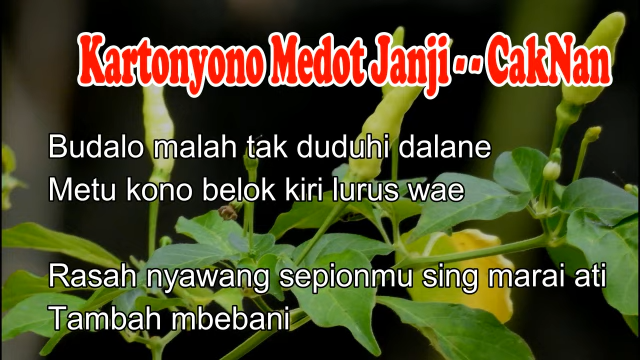 Kartonyono Medot Janji - - CakNan
Budalo malah tak duduhi dalane
Metu kono belok kiri lurus wae
Rasah nyawang sepionmu sing marai ati
Tambah mbebani